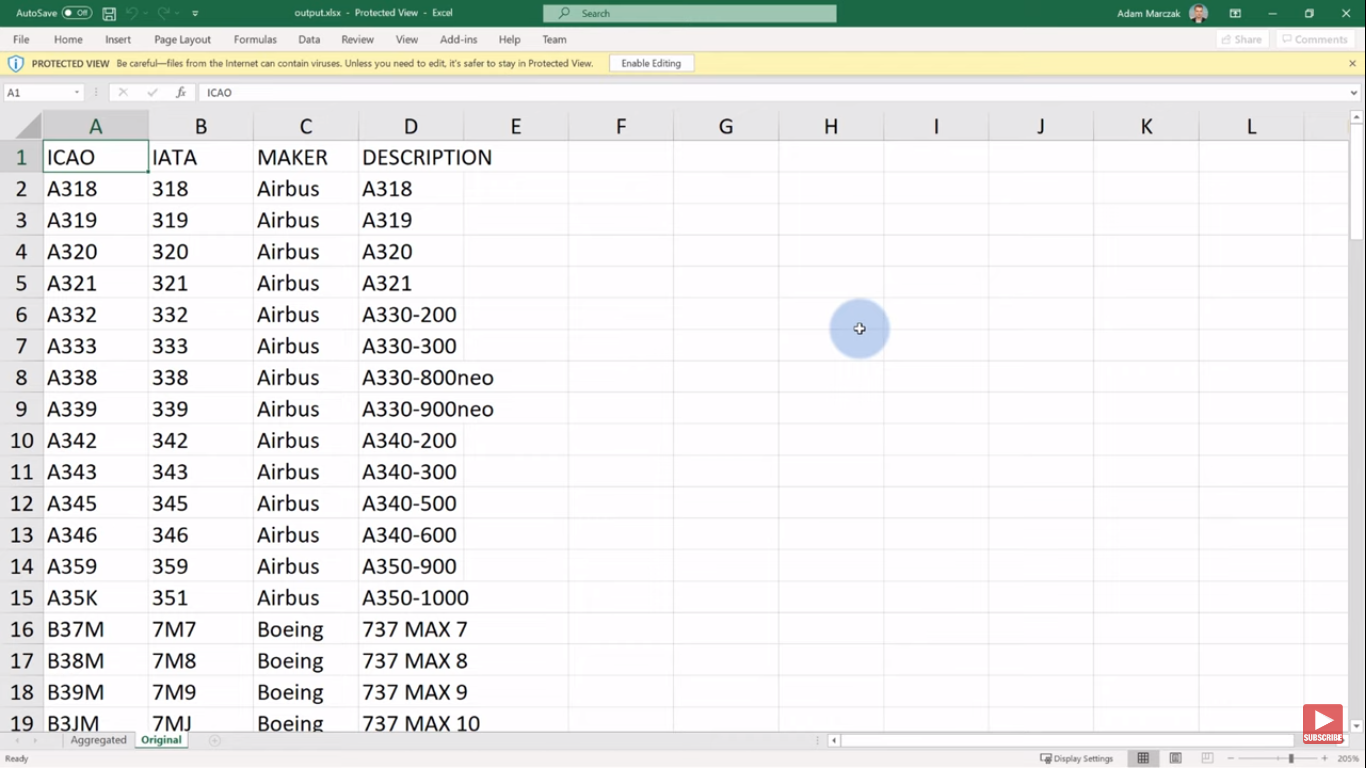 AutoSave Off output.xlsx - Protected View - Excel Search Adam Marczak
File Home Insert Page Layout Formulas Data Review View Add-ins Help Team Share Comments
PROTECTED VIEW Be careful—files from the Internet can contain viruses. Unless you need to edit, it's safer to stay in Protected View. Enable Editing
A1 fx ICAO
A B C D E F G H I J K L
1 ICAO IATA MAKER DESCRIPTION
2 A318 318 Airbus A318
3 A319 319 Airbus A319
4 A320 320 Airbus A320
5 A321 321 Airbus A321
6 A332 332 Airbus A330-200
7 A333 333 Airbus A330-300
8 A338 338 Airbus A330-800neo
9 A339 339 Airbus A330-900neo
10 A342 342 Airbus A340-200
11 A343 343 Airbus A340-300
12 A345 345 Airbus A340-500
13 A346 346 Airbus A340-600
14 A359 359 Airbus A350-900
15 A35K 351 Airbus A350-1000
16 B37M 7M7 Boeing 737 MAX 7
17 B38M 7M8 Boeing 737 MAX 8
18 B39M 7M9 Boeing 737 MAX 9
19 B3JM 7MJ Boeing 737 MAX 10
SUBSCRIBE
Aggregated Original
Ready Display Settings 205%